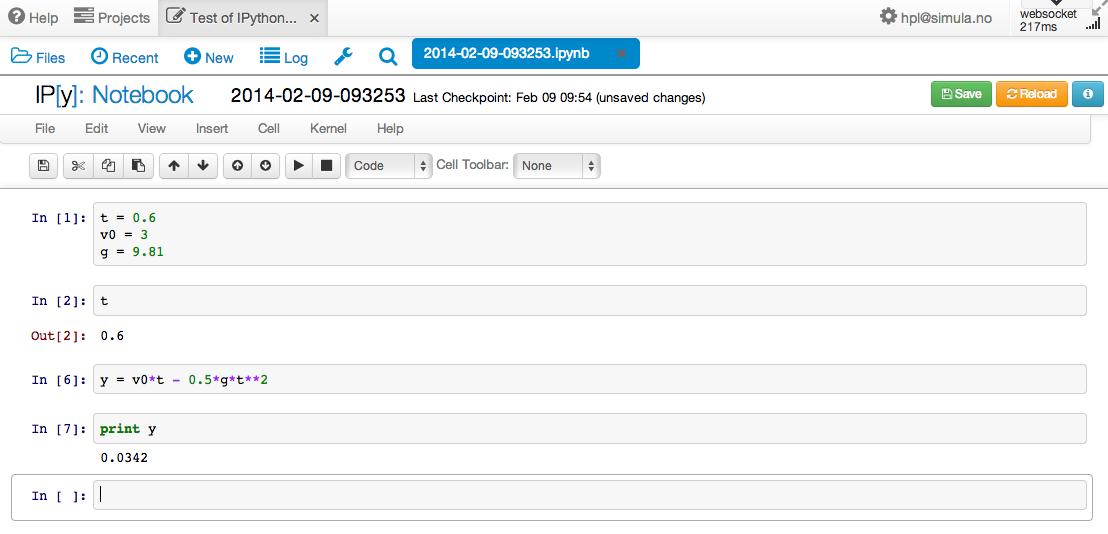 Help Projects Test of IPython... × hpl@simula.no websocket
217ms
Files Recent New Log 2014-02-09-093253.ipynb
IP[y]: Notebook 2014-02-09-093253 Last Checkpoint: Feb 09 09:54 (unsaved changes) Save Reload
File Edit View Insert Cell Kernel Help
Code Cell Toolbar: None
In [1]: t = 0.6
v0 = 3
g = 9.81
In [2]: t
Out[2]: 0.6
In [6]: y = v0*t - 0.5*g*t**2
In [7]: print y
0.0342
In [ ]: